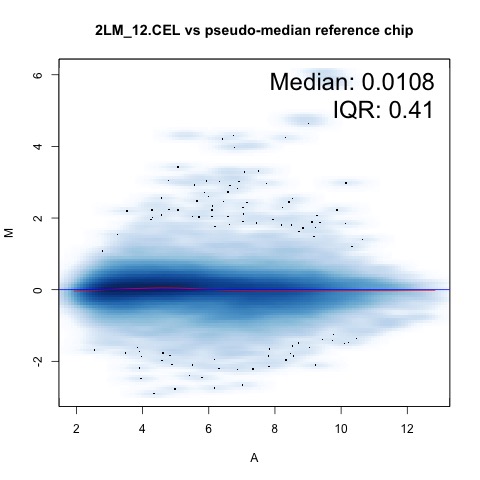 2LM_12.CEL vs pseudo-median reference chip
Median: 0.0108
IQR: 0.41
M
6
4
2
0
-2
2 4 6 8 10 12
A